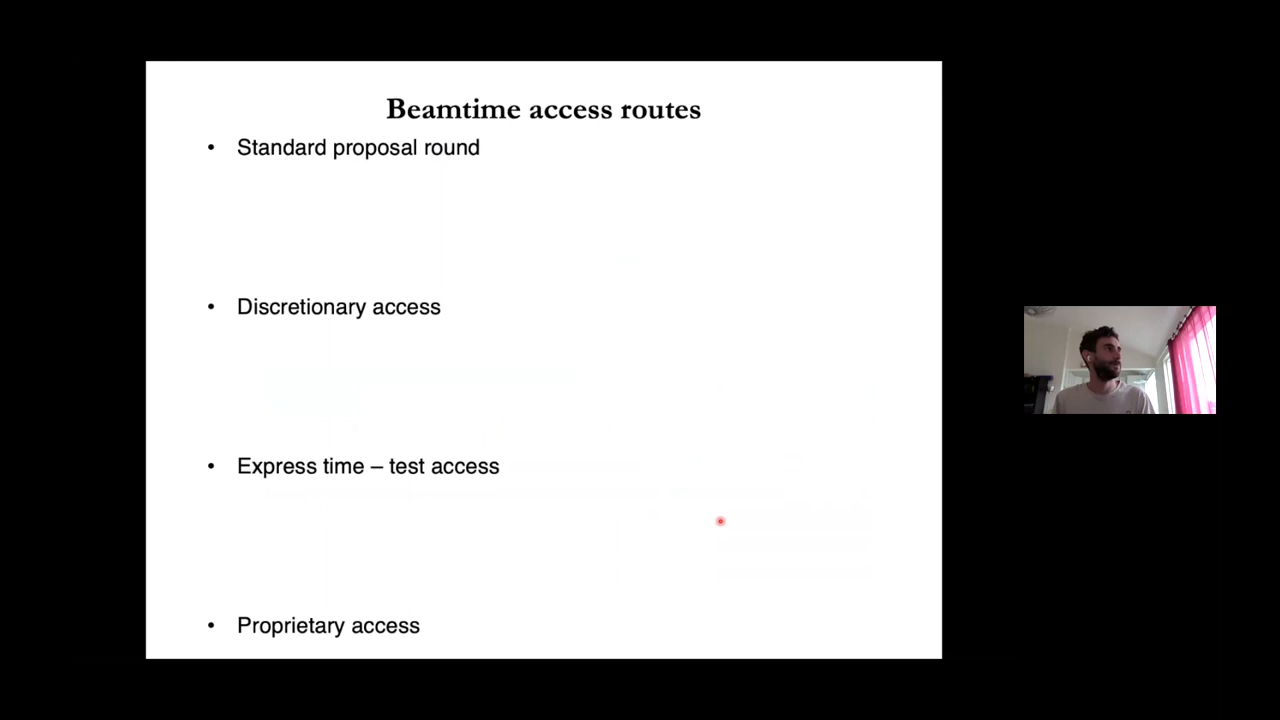 Beamtime access routes
• Standard proposal round
• Discretionary access
• Express time – test access
• Proprietary access